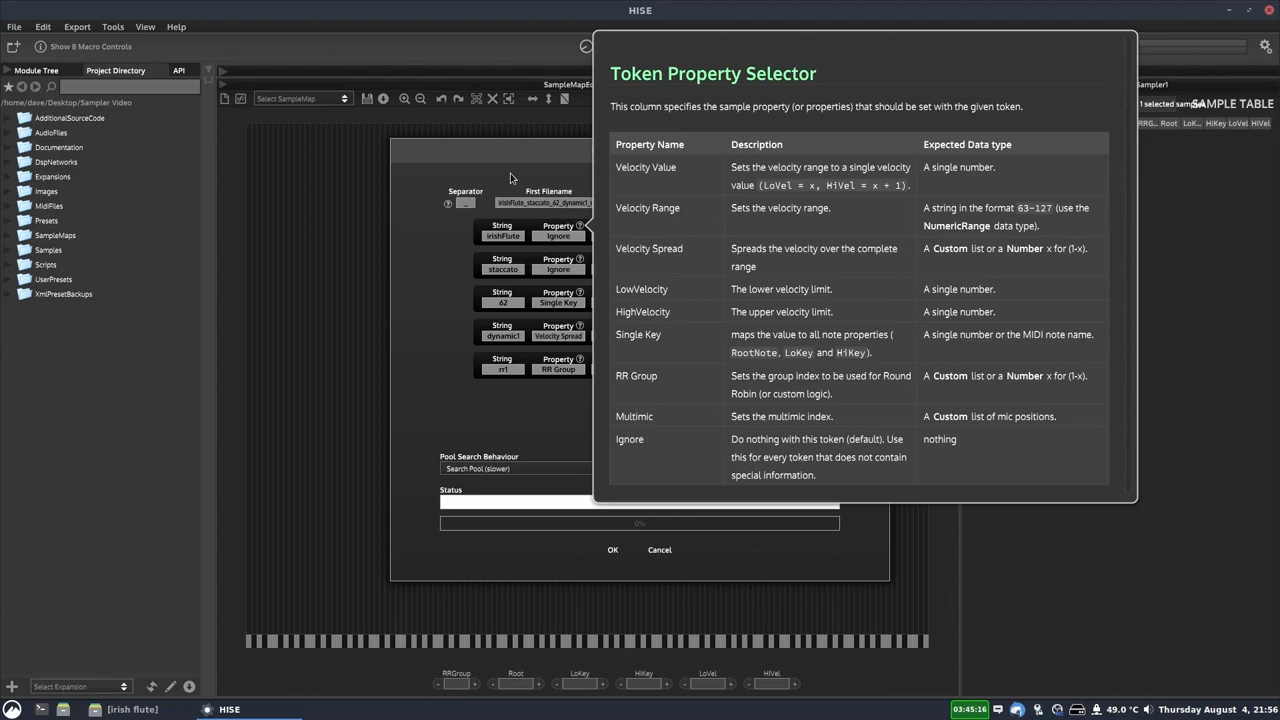 HISE
File Edit Export Tools View Help
Show 8 Macro Controls
Module Tree Project Directory API
/home/dave/Desktop/Sampler Video
AdditionalSourceCode
AudioFiles
Documentation
DspNetworks
Expansions
Images
MIDIFiles
Presets
SampleMaps
Samples
Scripts
UserPresets
XmlPresetBackups
Select Expansion
Select SampleMap
Separator First Filename
_ irishFlute_staccato_62_dynamic1_r
String Property
irishFlute Ignore
String Property
staccato Ignore
String Property
62 Single Key
String Property
dynamic1 Velocity Spread
String Property
rr1 RR Group
Pool Search Behaviour
Search Pool (slower)
Status
0%
OK Cancel
Token Property Selector
This column specifies the sample property (or properties) that should be set with the given token.
Property Name Description Expected Data type
Velocity Value Sets the velocity range to a single velocity A single number.
value (LoVel = x, HiVel = x + 1).
Velocity Range Sets the velocity range. A string in the format 63-127 (use the
NumericRange data type).
Velocity Spread Spreads the velocity over the complete A Custom list or a Number x for (1-x).
range
LowVelocity The lower velocity limit. A single number.
HighVelocity The upper velocity limit. A single number.
Single Key maps the value to all note properties ( A single number or the MIDI note name.
RootNote, LoKey and HiKey).
RR Group Sets the group index to be used for Round A Custom list or a Number x for (1-x).
Robin (or custom logic).
Multimic Sets the multimic index. A Custom list of mic positions.
Ignore Do nothing with this token (default). Use nothing
this for every token that does not contain
special information.
SAMPLE TABLE
RRG... Root LoK... HiKey LoVel HiVel
RRGroup Root LoKey HiKey LoVel HiVel
- + - + - + - + - + - +
[irish flute] HISE 03:45:16 49.0 °C Thursday August 4, 21:56